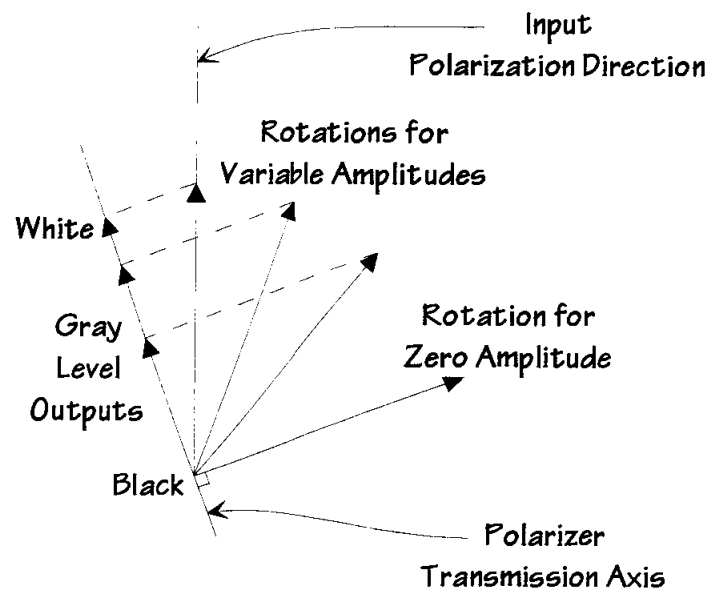 Input
Polarization Direction
Rotations for
Variable Amplitudes
White
Gray
Level
Outputs
Rotation for
Zero Amplitude
Black
Polarizer
Transmission Axis